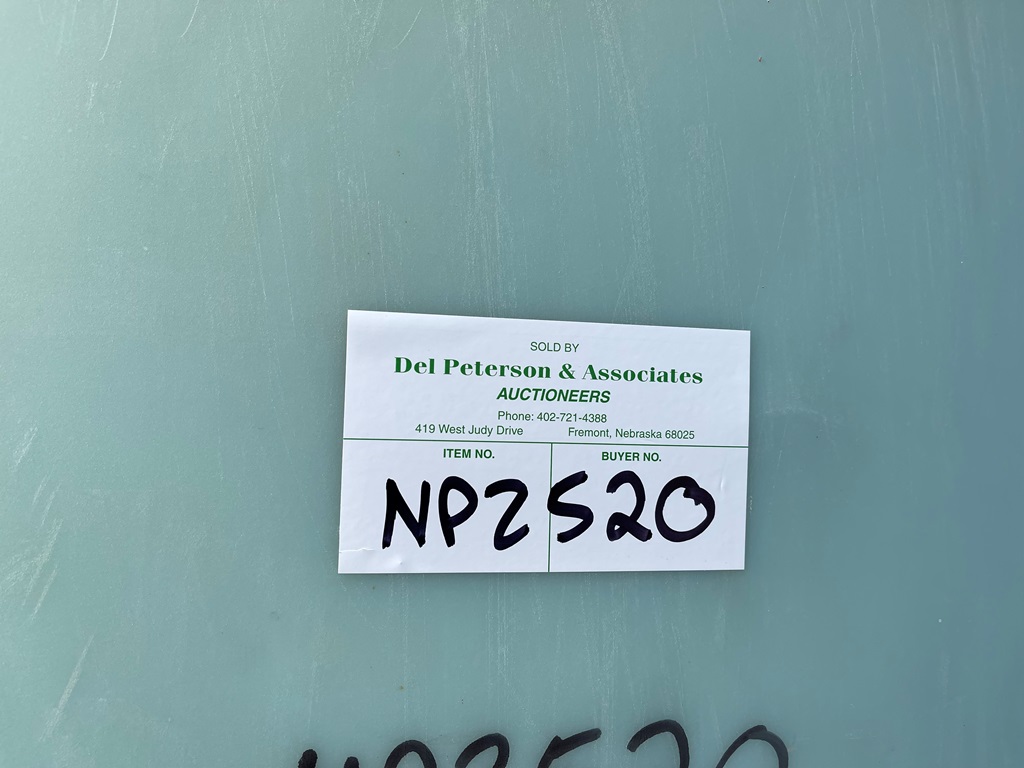 SOLD BY
Del Peterson & Associates
AUCTIONEERS
Phone: 402-721-4388
419 West Judy Drive Fremont, Nebraska 68025
ITEM NO. BUYER NO.
NP2520